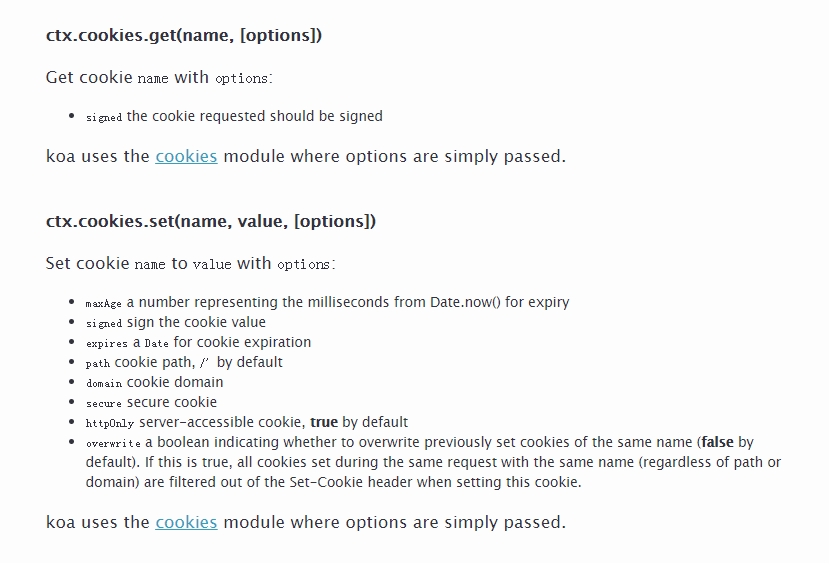 ctx.cookies.get(name, [options])
Get cookie name with options:
signed the cookie requested should be signed
koa uses the cookies module where options are simply passed.
ctx.cookies.set(name, value, [options])
Set cookie name to value with options:
maxAge a number representing the milliseconds from Date.now() for expiry
signed sign the cookie value
expires a Date for cookie expiration
path cookie path, /' by default
domain cookie domain
secure secure cookie
httpOnly server-accessible cookie, true by default
overwrite a boolean indicating whether to overwrite previously set cookies of the same name (false by
default). If this is true, all cookies set during the same request with the same name (regardless of path or
domain) are filtered out of the Set-Cookie header when setting this cookie.
koa uses the cookies module where options are simply passed.